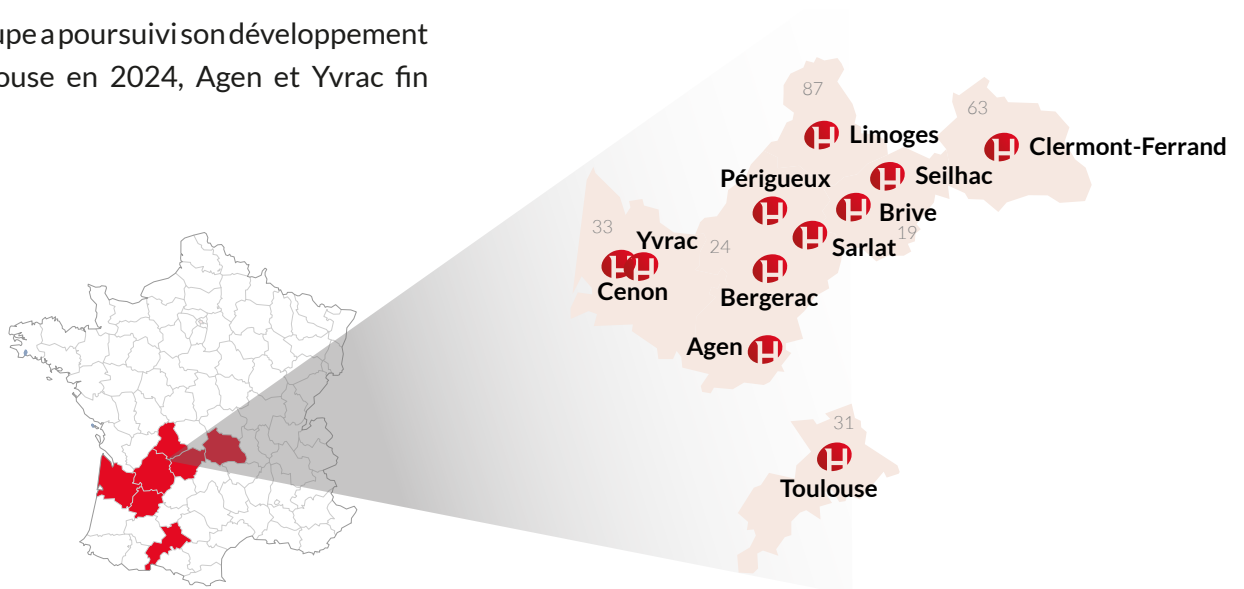 upe a poursuivi son développement
ouse en 2024, Agen et Yvrac fin
87
63
Limoges
Clermont-Ferrand
Périgueux
Seilhac
Brive
33
Yvrac
24
19
Sarlat
Cenon
Bergerac
Agen
31
Toulouse